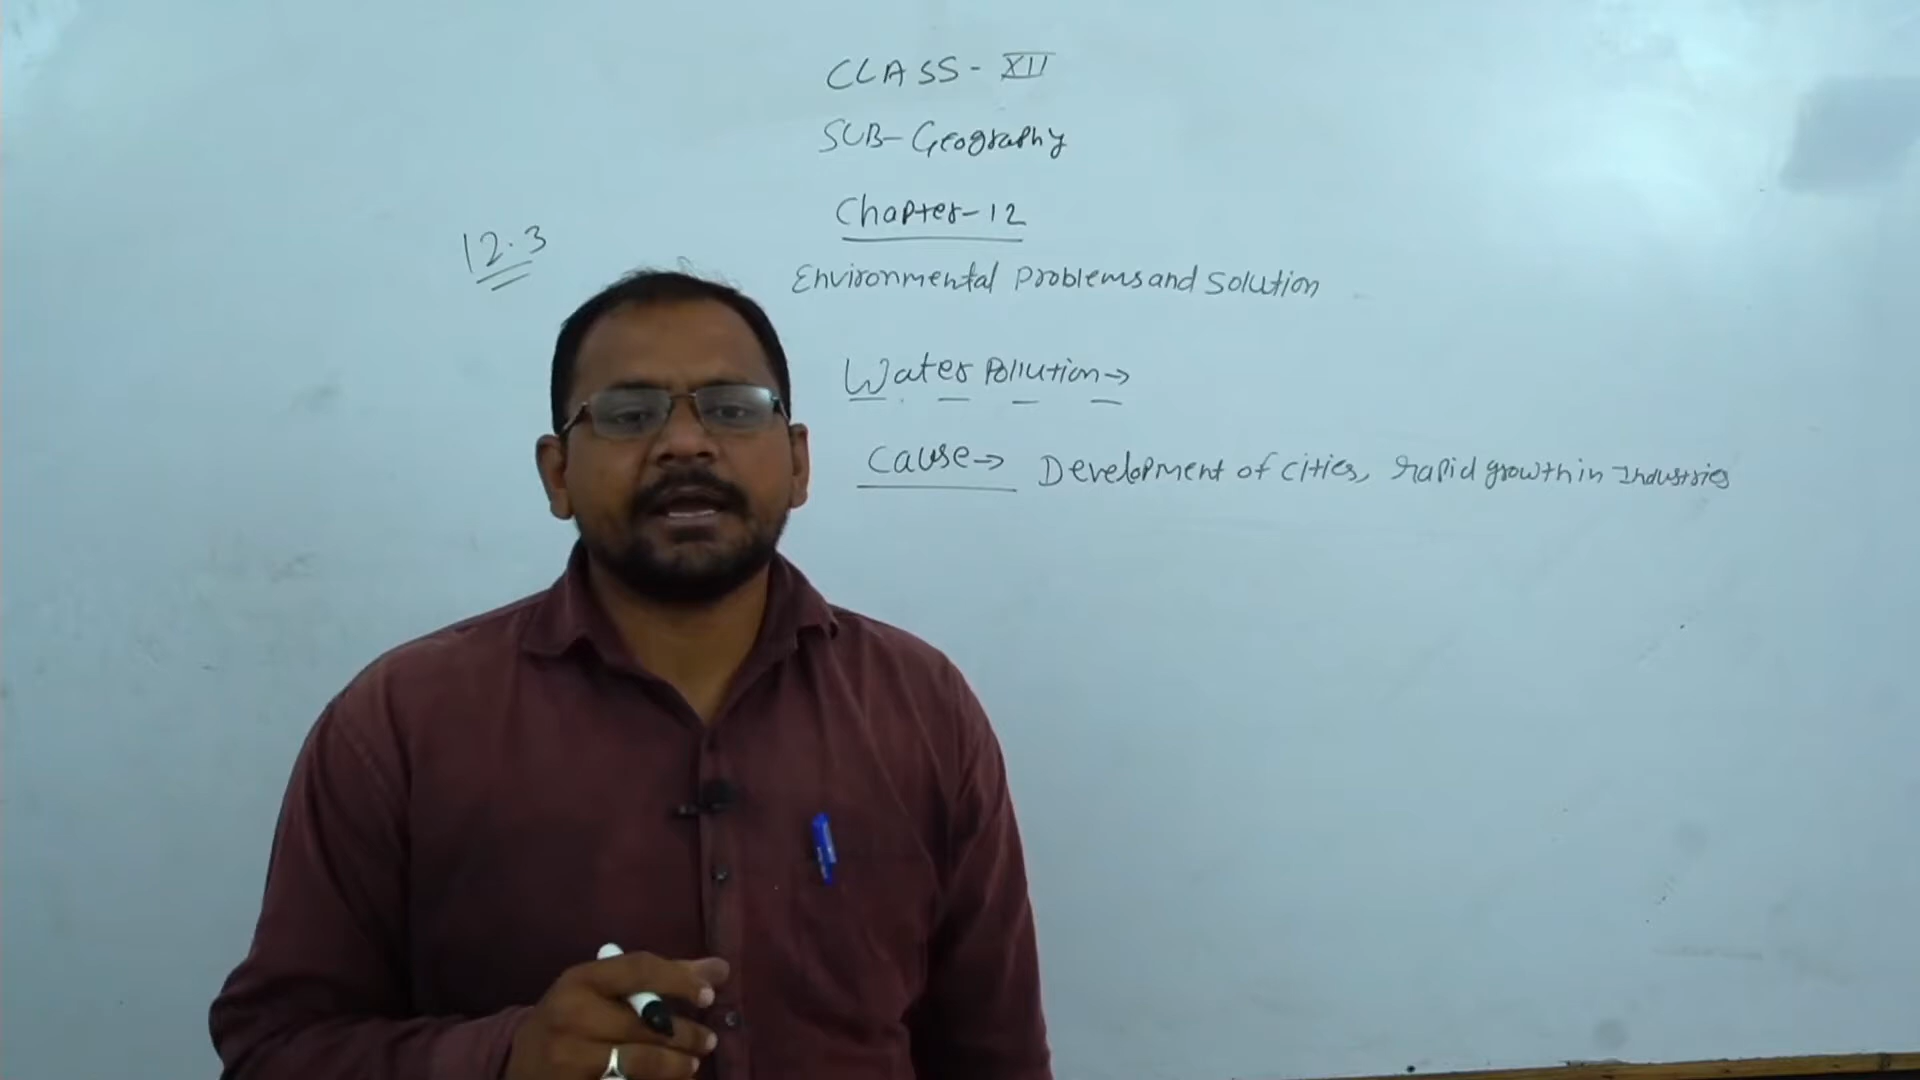 CLASS - XII
SUB- Geography
Chapter-12
12.3
Environmental Problems and Solution
Water Pollution→
Cause→ Development of cities, rapid growth in Industries